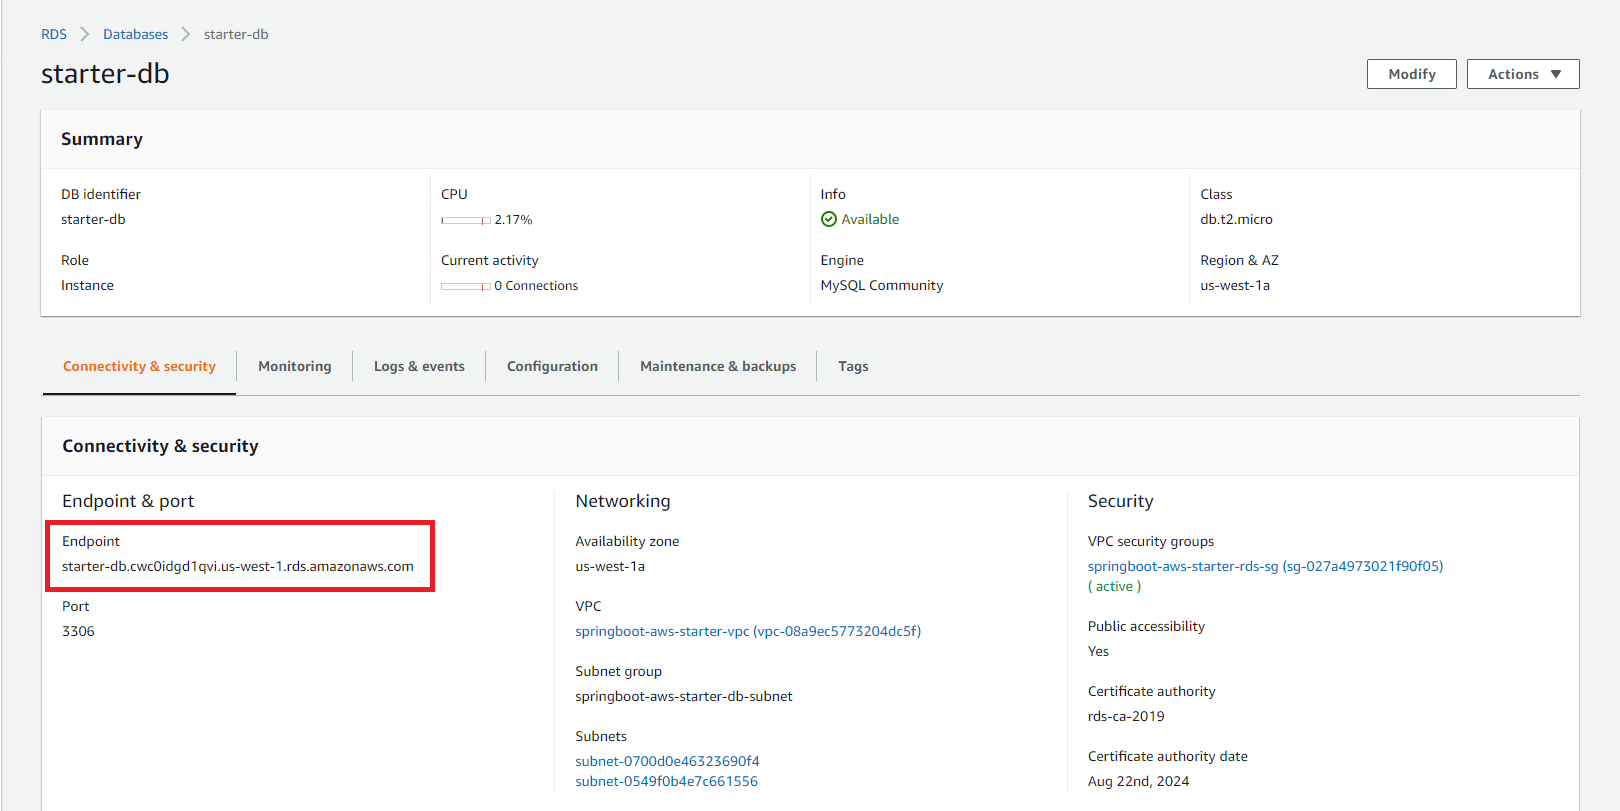 RDS > Databases > starter-db
starter-db
Modify
Actions
Summary
DB identifier
starter-db
CPU
2.17%
Info
Available
Class
db.t2.micro
Role
Instance
Current activity
0 Connections
Engine
MySQL Community
Region & AZ
us-west-1a
Connectivity & security
Monitoring
Logs & events
Configuration
Maintenance & backups
Tags
Connectivity & security
Endpoint & port
Endpoint
starter-db.cwc0idgd1qvi.us-west-1.rds.amazonaws.com
Port
3306
Networking
Availability zone
us-west-1a
VPC
springboot-aws-starter-vpc (vpc-08a9ec5773204dc5f)
Subnet group
springboot-aws-starter-db-subnet
Subnets
subnet-0700d0e46323690f4
subnet-0549f0b4e7c661556
Security
VPC security groups
springboot-aws-starter-rds-sg (sg-027a4973021f90f05)
( active )
Public accessibility
Yes
Certificate authority
rds-ca-2019
Certificate authority date
Aug 22nd, 2024